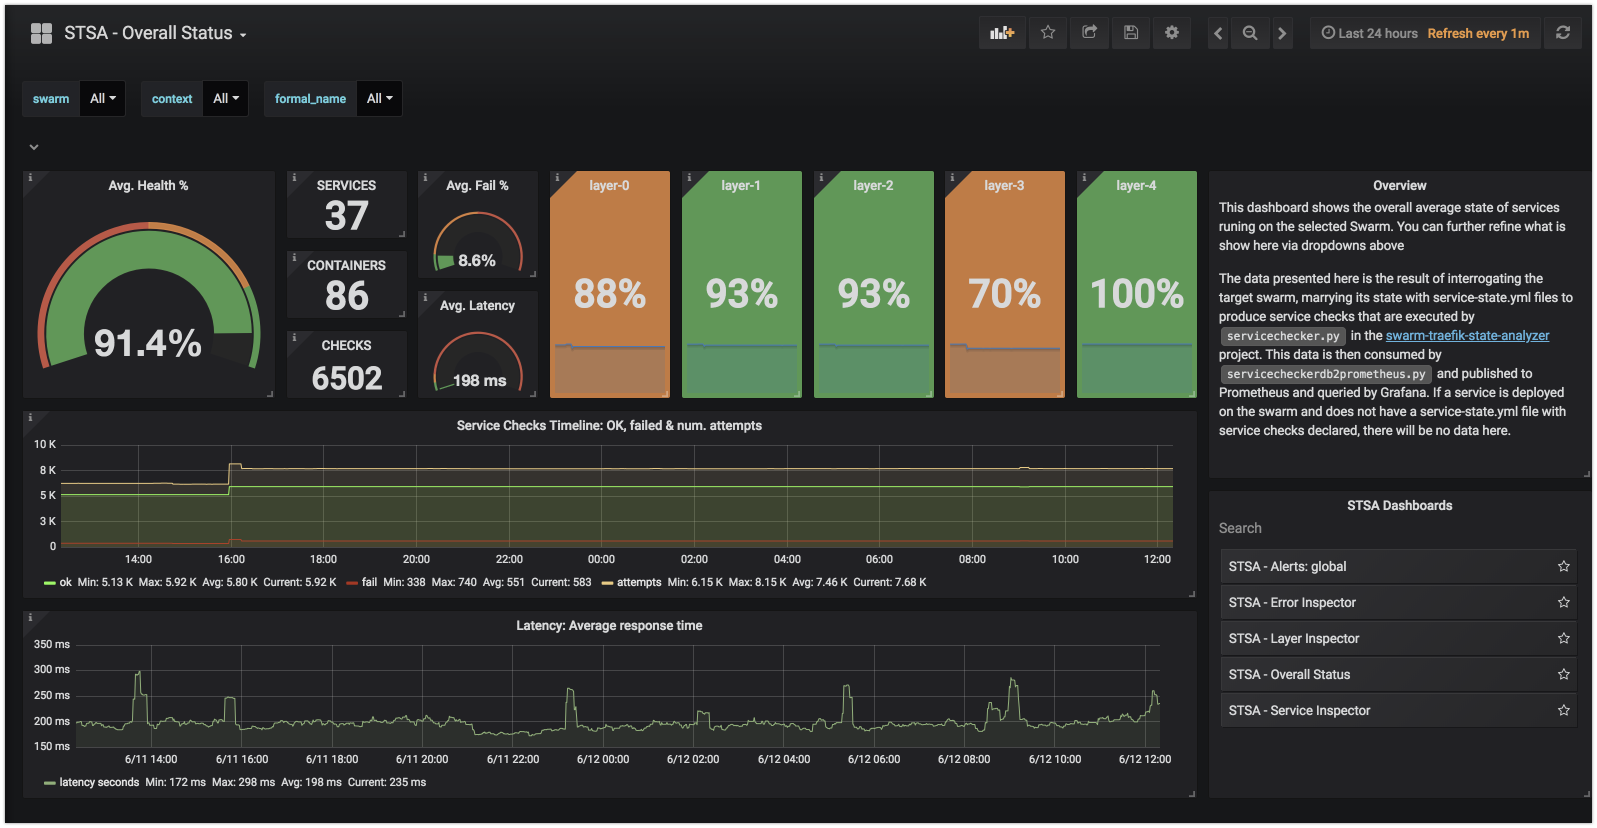 STSA - Overall Status
Last 24 hours Refresh every 1m
swarm All context All formal_name All
Avg. Health %
91.4%
SERVICES
37
CONTAINERS
86
CHECKS
6502
Avg. Fail %
8.6%
Avg. Latency
198 ms
layer-0
88%
layer-1
93%
layer-2
93%
layer-3
70%
layer-4
100%
Overview
This dashboard shows the overall average state of services
runing on the selected Swarm. You can further refine what is
show here via dropdowns above
The data presented here is the result of interrogating the
target swarm, marrying its state with service-state.yml files to
produce service checks that are executed by
servicechecker.py in the swarm-traefik-state-analyzer
project. This data is then consumed by
servicecheckerdb2prometheus.py and published to
Prometheus and queried by Grafana. If a service is deployed
on the swarm and does not have a service-state.yml file with
service checks declared, there will be no data here.
Service Checks Timeline: OK, failed & num. attempts
10 K
8 K
5 K
3 K
0
14:00 16:00 18:00 20:00 22:00 00:00 02:00 04:00 06:00 08:00 10:00 12:00
ok Min: 5.13 K Max: 5.92 K Avg: 5.80 K Current: 5.92 K fail Min: 338 Max: 740 Avg: 551 Current: 583 attempts Min: 6.15 K Max: 8.15 K Avg: 7.46 K Current: 7.68 K
Latency: Average response time
350 ms
300 ms
250 ms
200 ms
150 ms
6/11 14:00 6/11 16:00 6/11 18:00 6/11 20:00 6/11 22:00 6/12 00:00 6/12 02:00 6/12 04:00 6/12 06:00 6/12 08:00 6/12 10:00 6/12 12:00
latency seconds Min: 172 ms Max: 298 ms Avg: 198 ms Current: 235 ms
STSA Dashboards
Search
STSA - Alerts: global
STSA - Error Inspector
STSA - Layer Inspector
STSA - Overall Status
STSA - Service Inspector